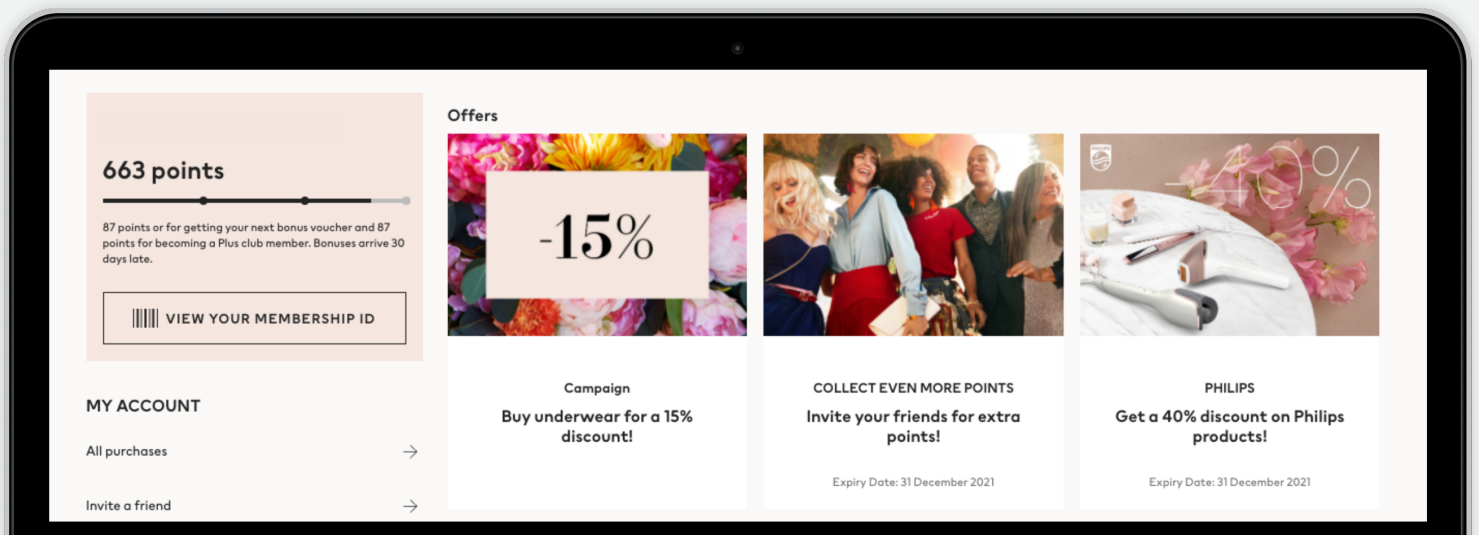 663 points
87 points or for getting your next bonus voucher and 87
points for becoming a Plus club member. Bonuses arrive 30
days late.
VIEW YOUR MEMBERSHIP ID
MY ACCOUNT
All purchases
Invite a friend
Offers
-15%
Campaign
Buy underwear for a 15%
discount!
COLLECT EVEN MORE POINTS
Invite your friends for extra
points!
Expiry Date: 31 December 2021
PHILIPS
-40%
PHILIPS
Get a 40% discount on Philips
products!
Expiry Date: 31 December 2021